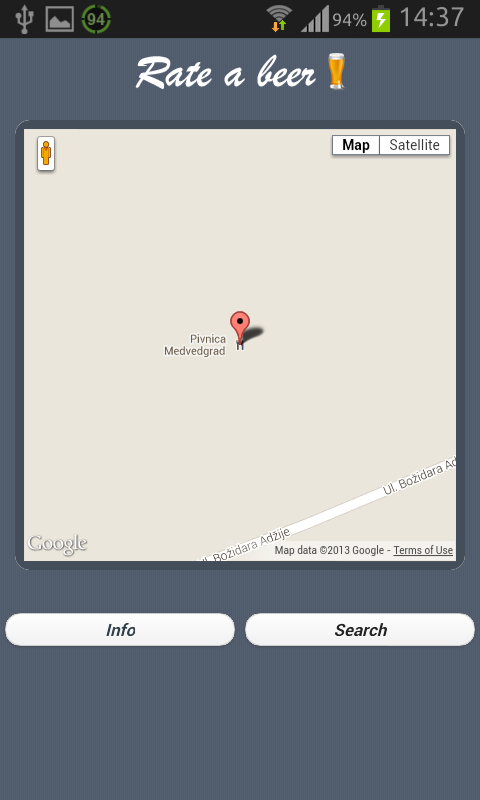 94
94%
14:37
Rate a beer
Map
Satellite
Pivnica
Medvedgrad
Ul. Božidara Ad
Ul. Božidara Adžije
Google
Map data ©2013 Google - Terms of Use
Info
Search